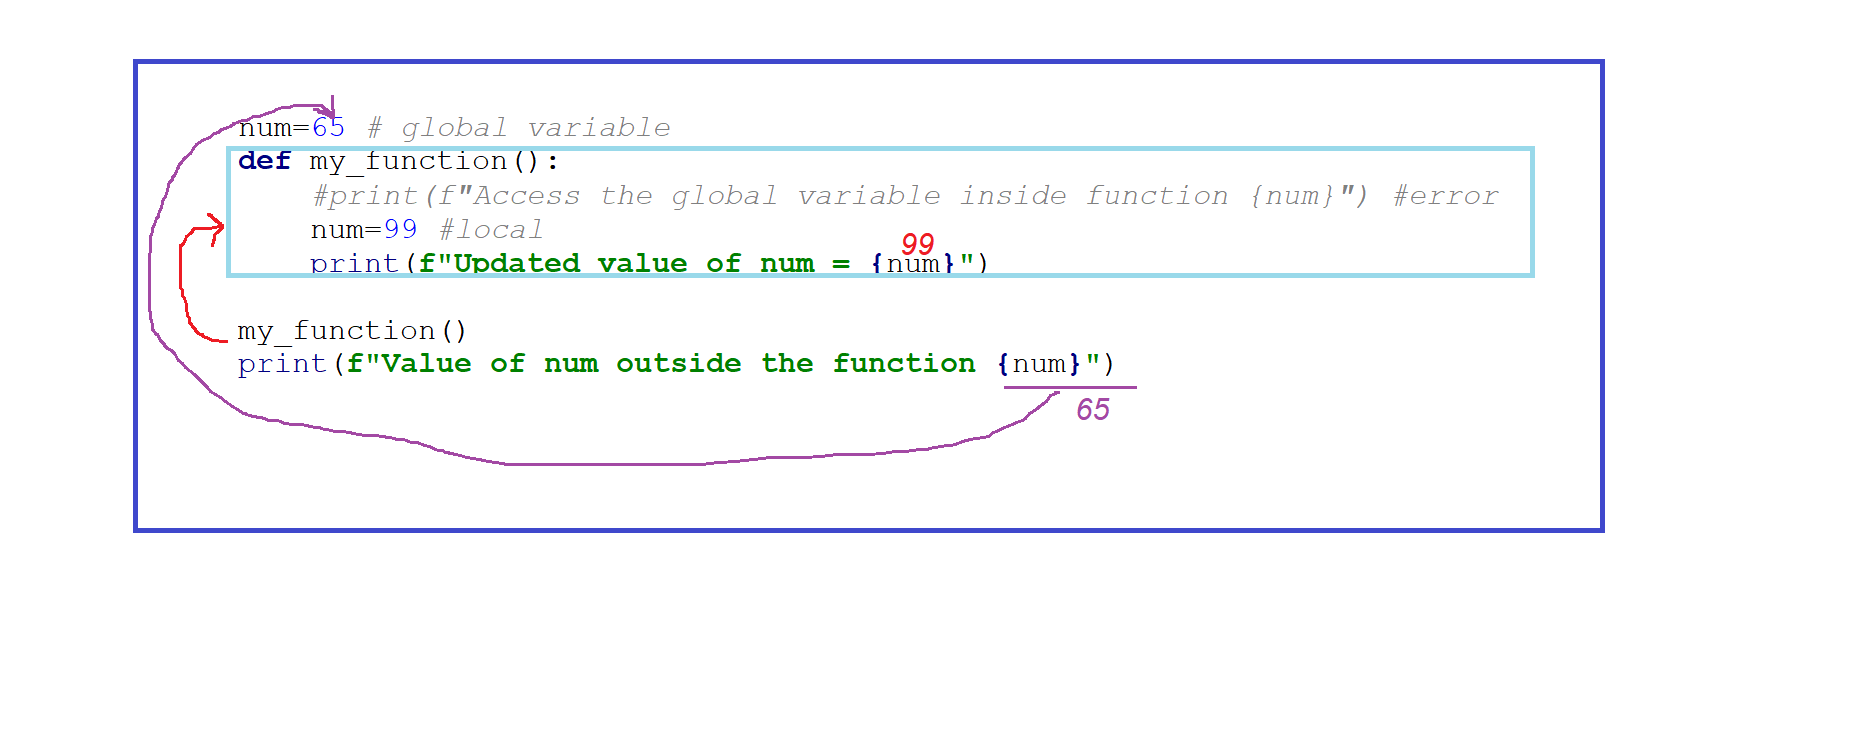 num=65 # global variable
def my_function():
#print(f"Access the global variable inside function {num}") #error
num=99 #local
99
print(f"Updated value of num = {num}")
my_function()
print(f"Value of num outside the function {num}")
65